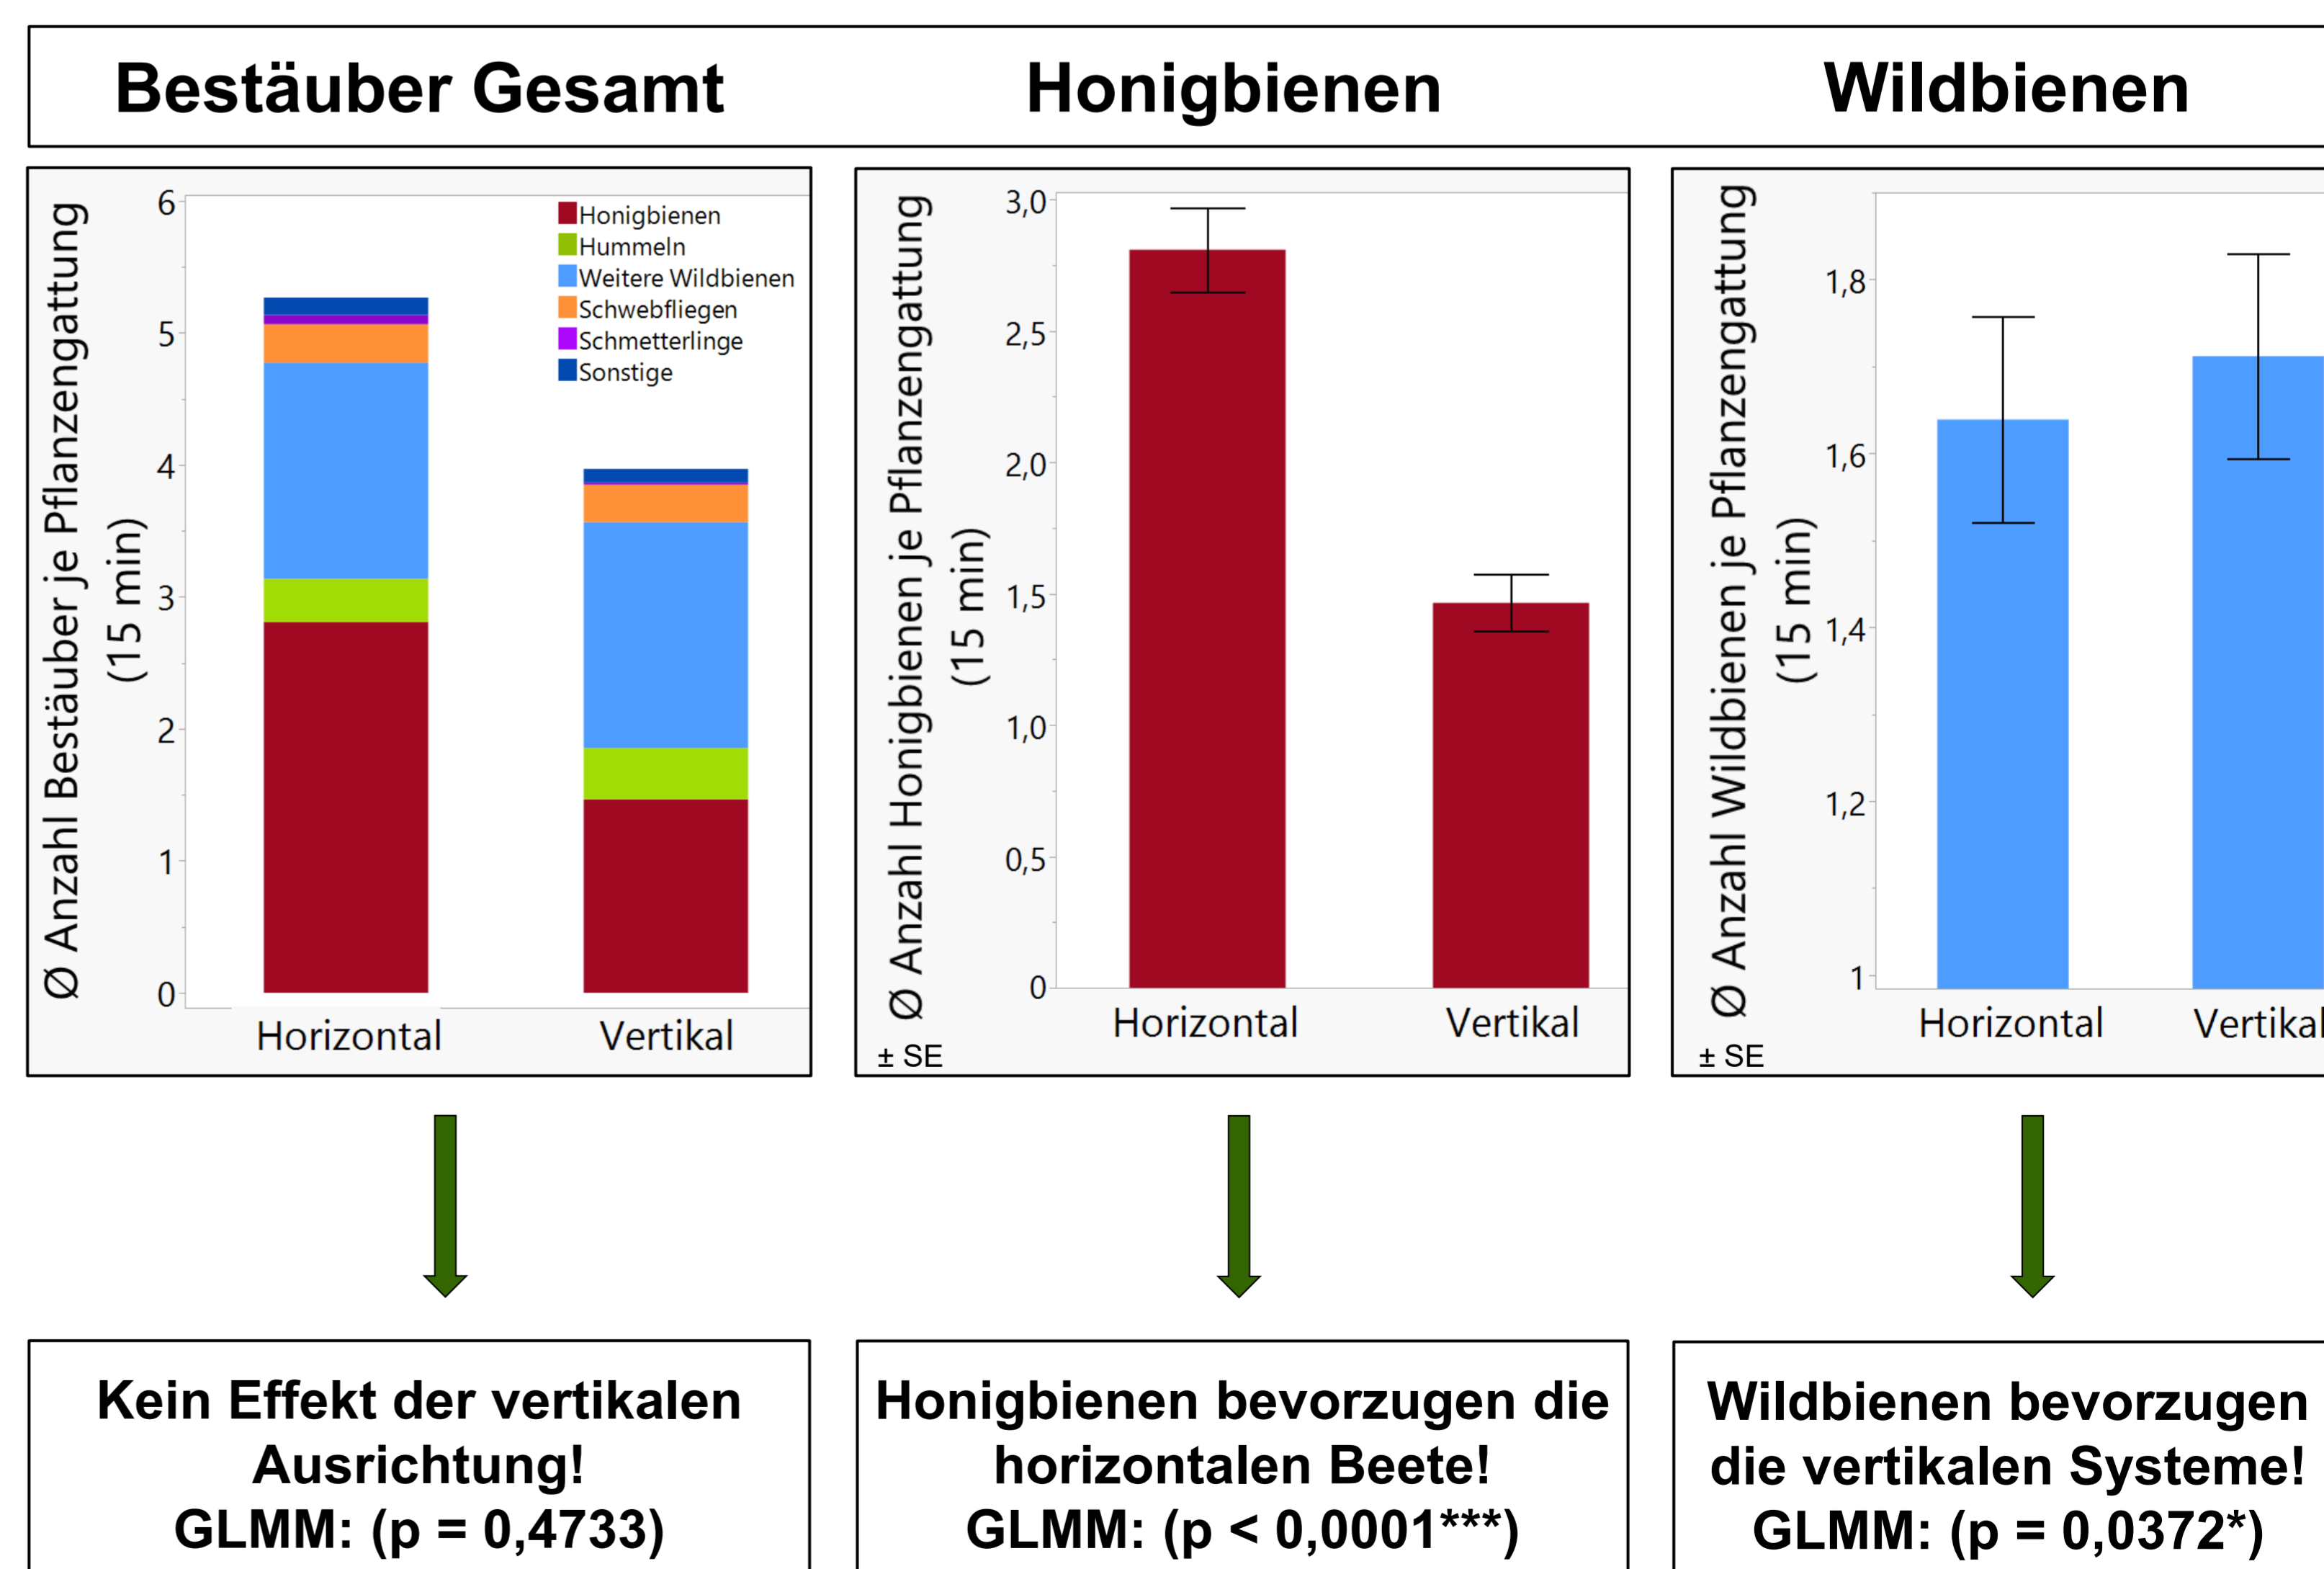 Bestäuber Gesamt
Honigbienen
Wildbienen
Ø Anzahl Bestäuber je Pflanzengattung
(15 min)
6
5
4
3
2
1
0
Honigbienen
Hummeln
Weitere Wildbienen
Schwebfliegen
Schmetterlinge
Sonstige
Horizontal
Vertikal
Ø Anzahl Honigbienen je Pflanzengattung
(15 min)
3,0
2,5
2,0
1,5
1,0
0,5
0
Horizontal
Vertikal
± SE
Ø Anzahl Wildbienen je Pflanzengattung
(15 min)
1,8
1,6
1,4
1,2
1
Horizontal
Vertikal
± SE
Kein Effekt der vertikalen
Ausrichtung!
GLMM: (p = 0,4733)
Honigbienen bevorzugen die
horizontalen Beete!
GLMM: (p < 0,0001***)
Wildbienen bevorzugen
die vertikalen Systeme!
GLMM: (p = 0,0372*)